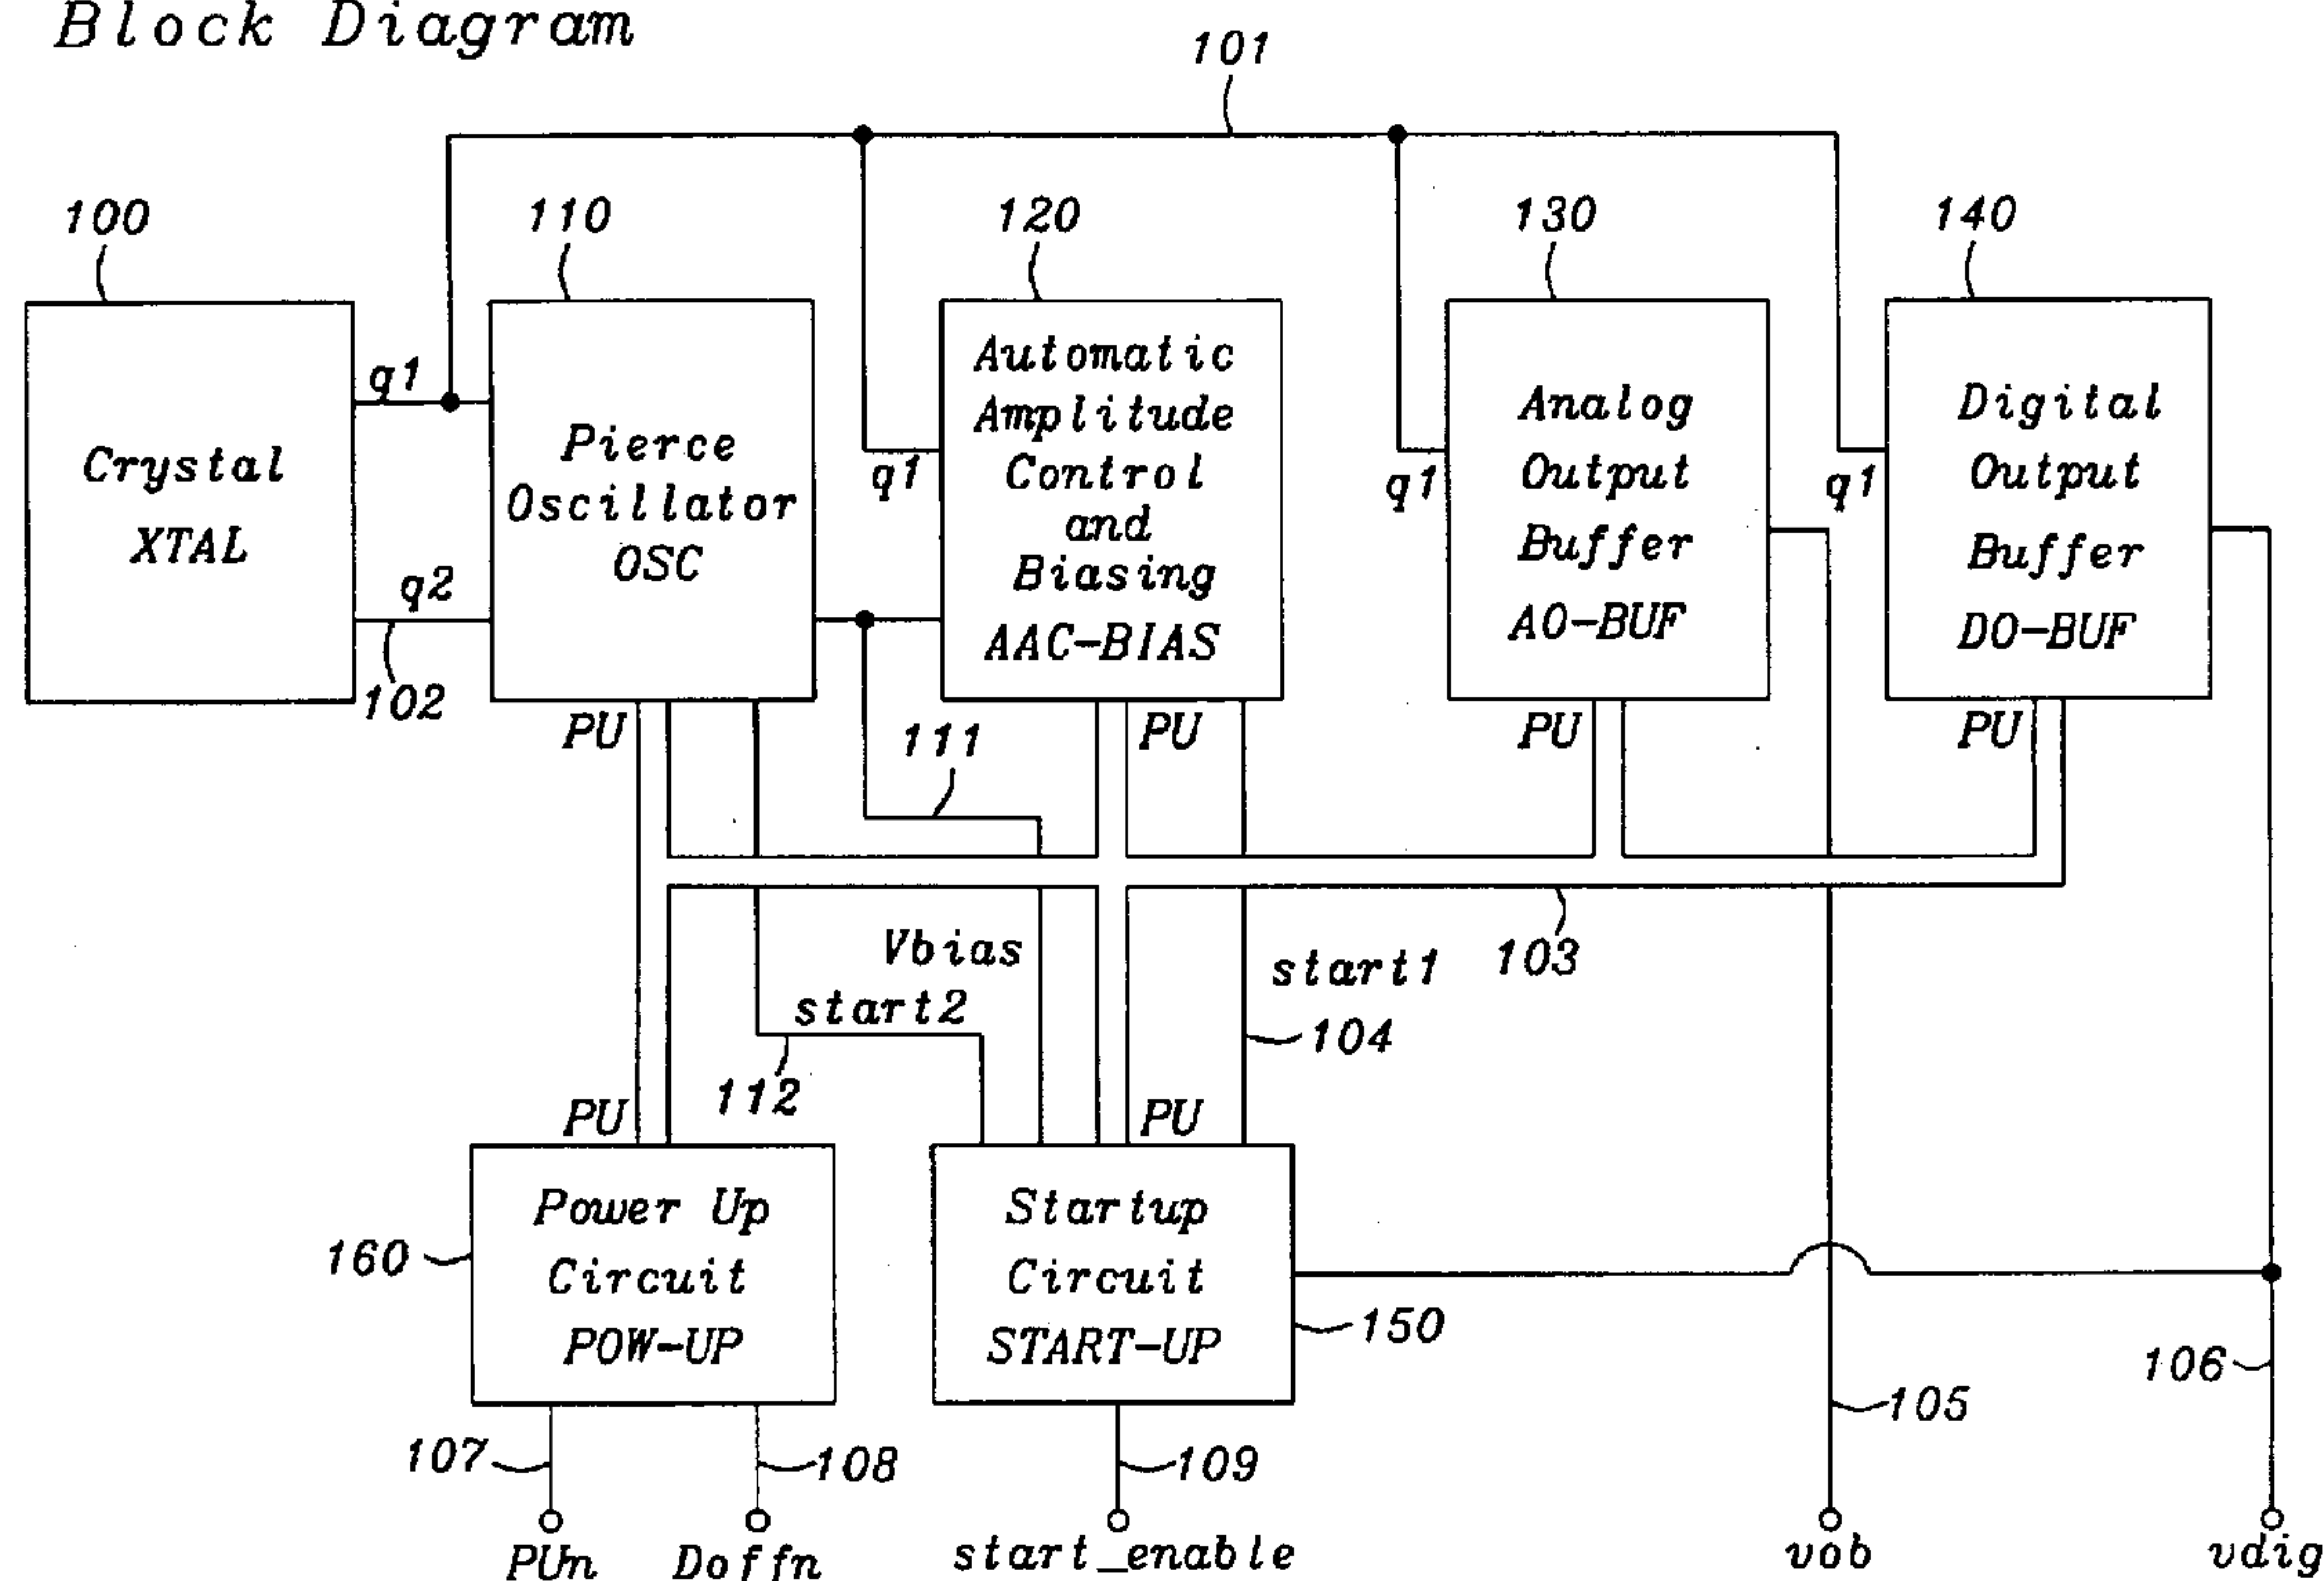 Block Diagram
101
100
110
120
130
140
q1
q2
102
Crystal
XTAL
Pierce
Oscillator
OSC
q1
Automatic
Amplitude
Control
and
Biasing
AAC-BIAS
q1
Analog
Output
Buffer
AO-BUF
q1
Digital
Output
Buffer
DO-BUF
PU
PU
PU
PU
111
Vbias
start2
112
start1
103
104
PU
PU
160
Power Up
Circuit
POW-UP
Startup
Circuit
START-UP
150
106
105
107
108
109
PUn
Doffn
start_enable
vob
vdig